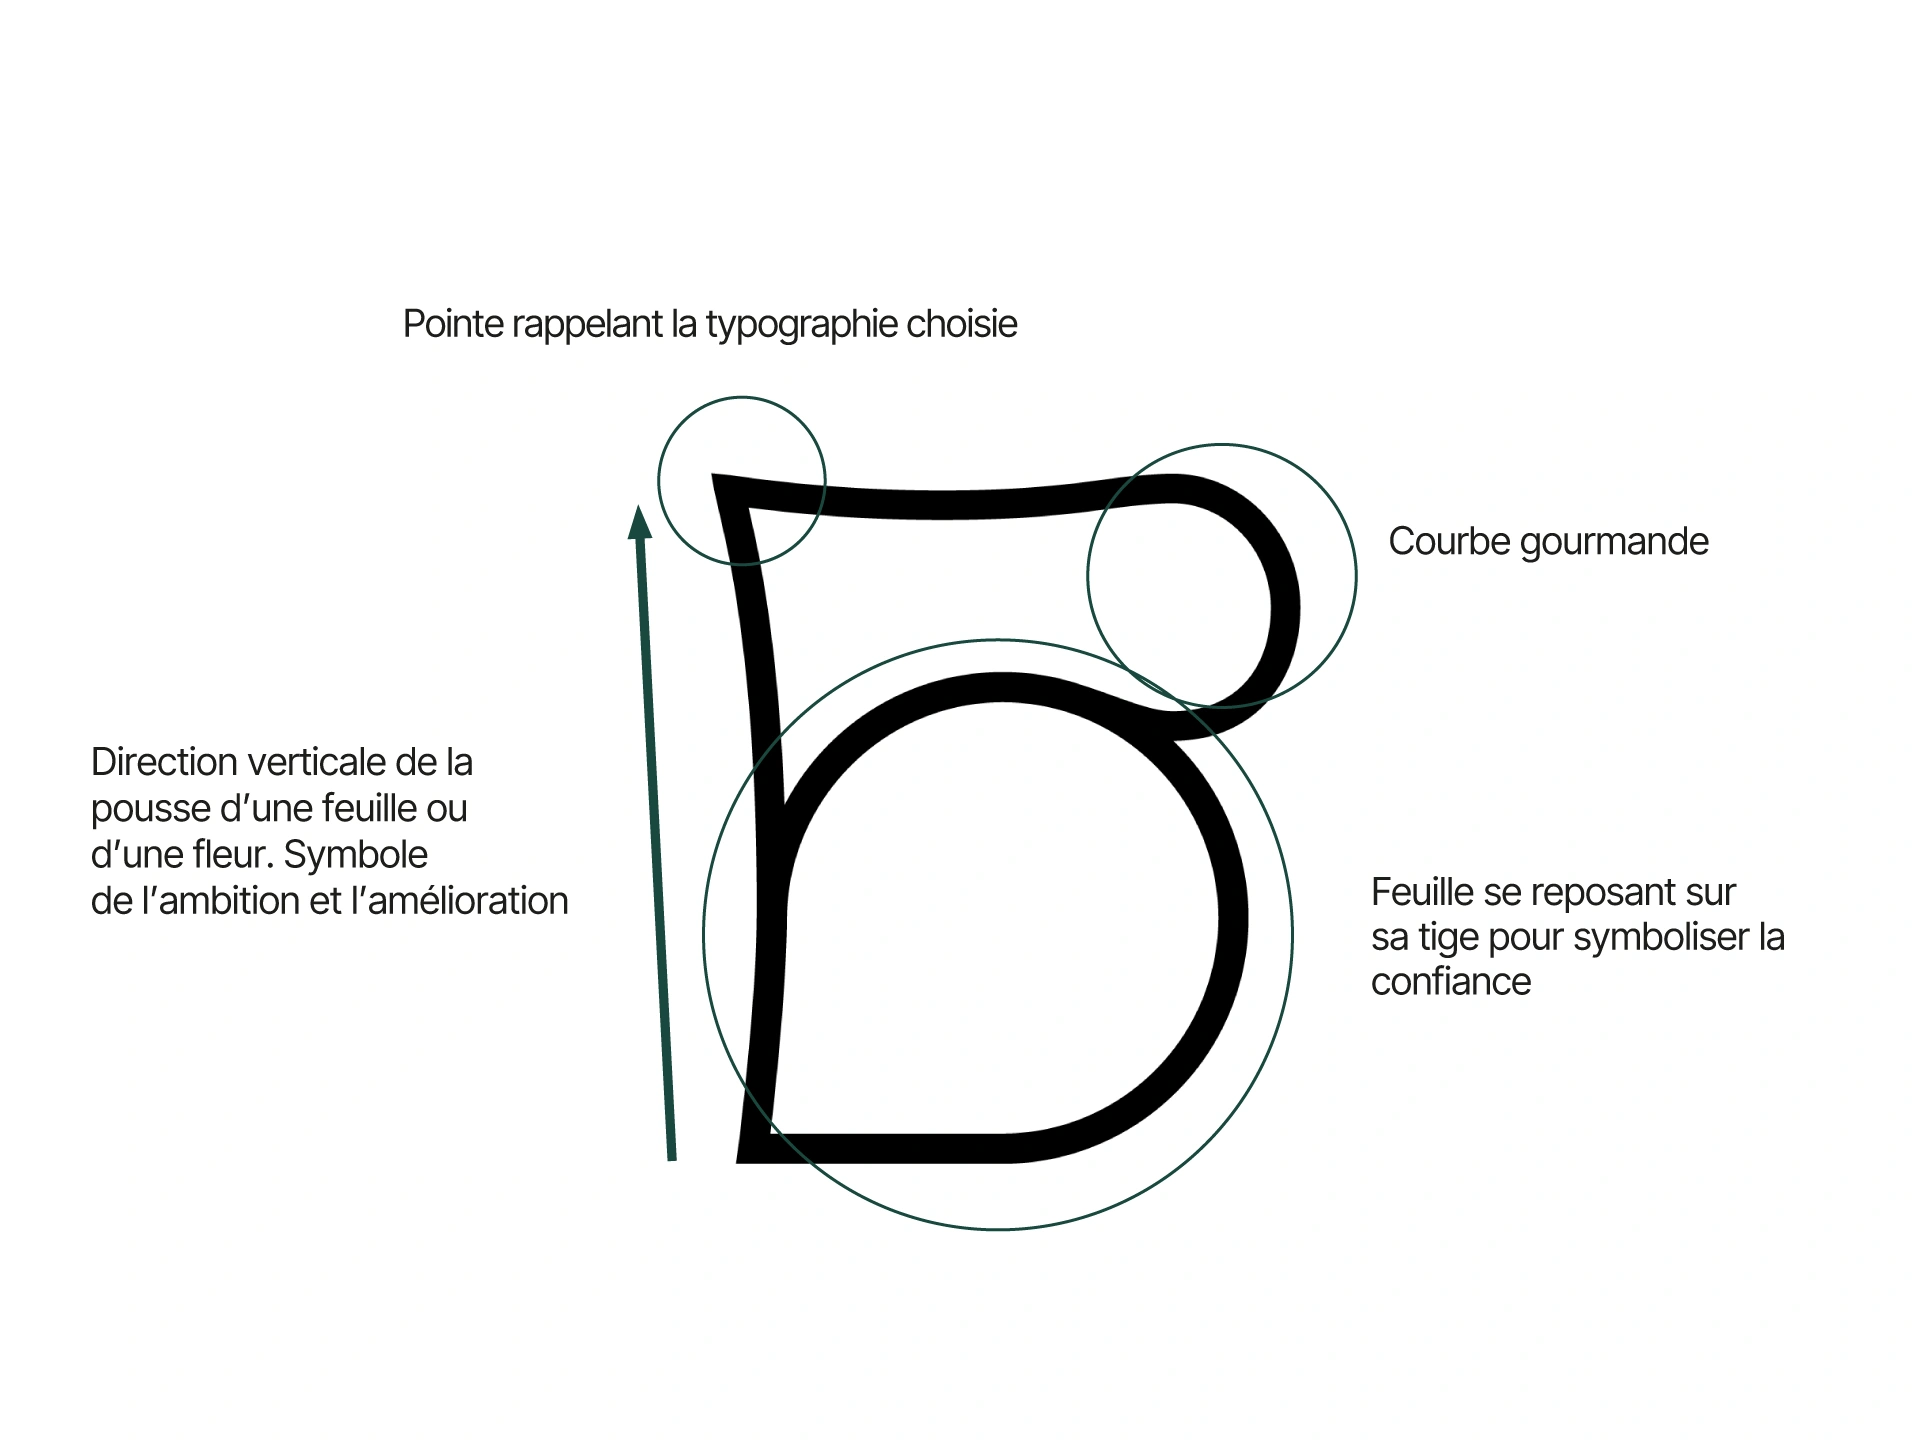 Pointe rappelant la typographie choisie
Courbe gourmande
Direction verticale de la
pousse d’une feuille ou
d’une fleur. Symbole
de l’ambition et l’amélioration
Feuille se reposant sur
sa tige pour symboliser la
confiance